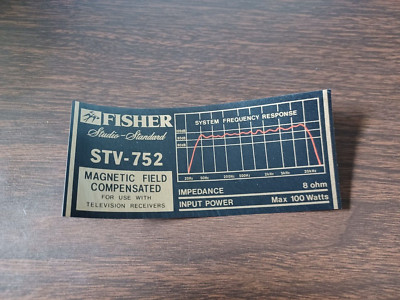 FISHER
Studio-Standard
STV-752
MAGNETIC FIELD
COMPENSATED
FOR USE WITH
TELEVISION RECEIVERS
SYSTEM FREQUENCY RESPONSE
IMPEDANCE 8 ohm
INPUT POWER Max 100 Watts